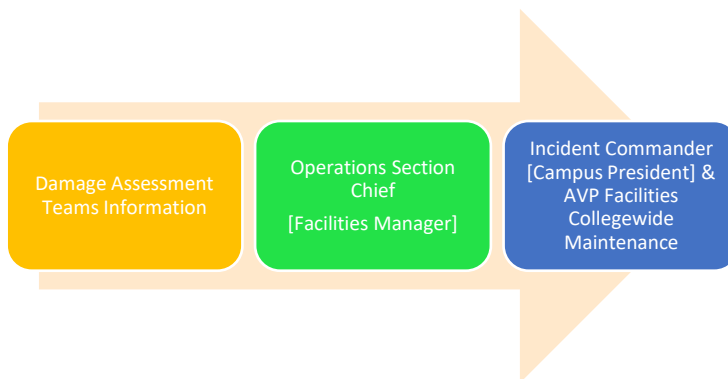 Damage Assessment
Teams Information
Operations Section
Chief
[Facilities Manager]
Incident Commander
[Campus President] &
AVP Facilities
Collegewide
Maintenance